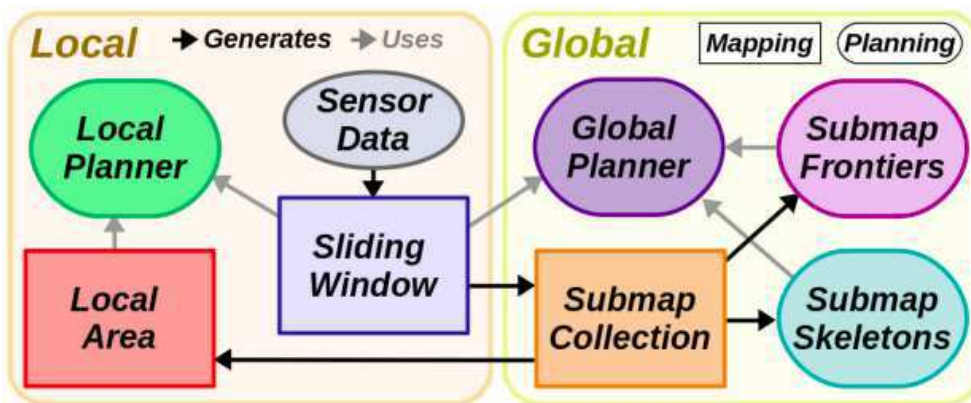 Local
Generates
Uses
Global
Mapping
Planning
Local
Planner
Sensor
Data
Global
Planner
Submap
Frontiers
Sliding
Window
Local
Area
Submap
Collection
Submap
Skeletons